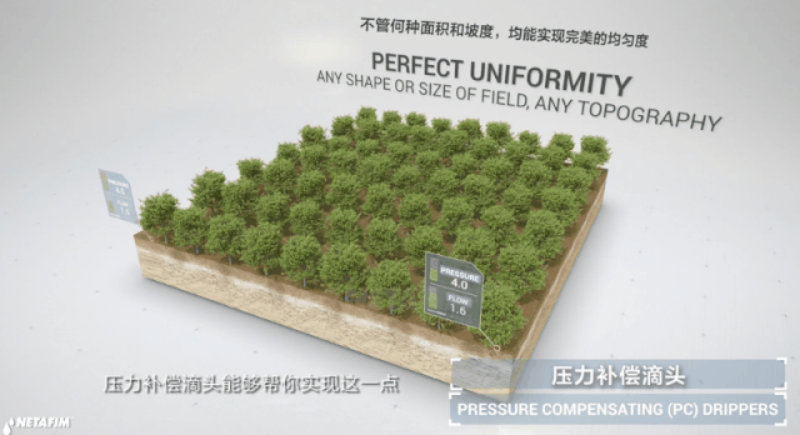 不管何种面积和坡度，均能实现完美的均匀度
PERFECT UNIFORMITY
ANY SHAPE OR SIZE OF FIELD, ANY TOPOGRAPHY
PRESSURE
4.0
FLOW
1.6
压力补偿滴头能够帮你实现这一点
压力补偿滴头
PRESSURE COMPENSATING (PC) DRIPPERS
NETAFIM™